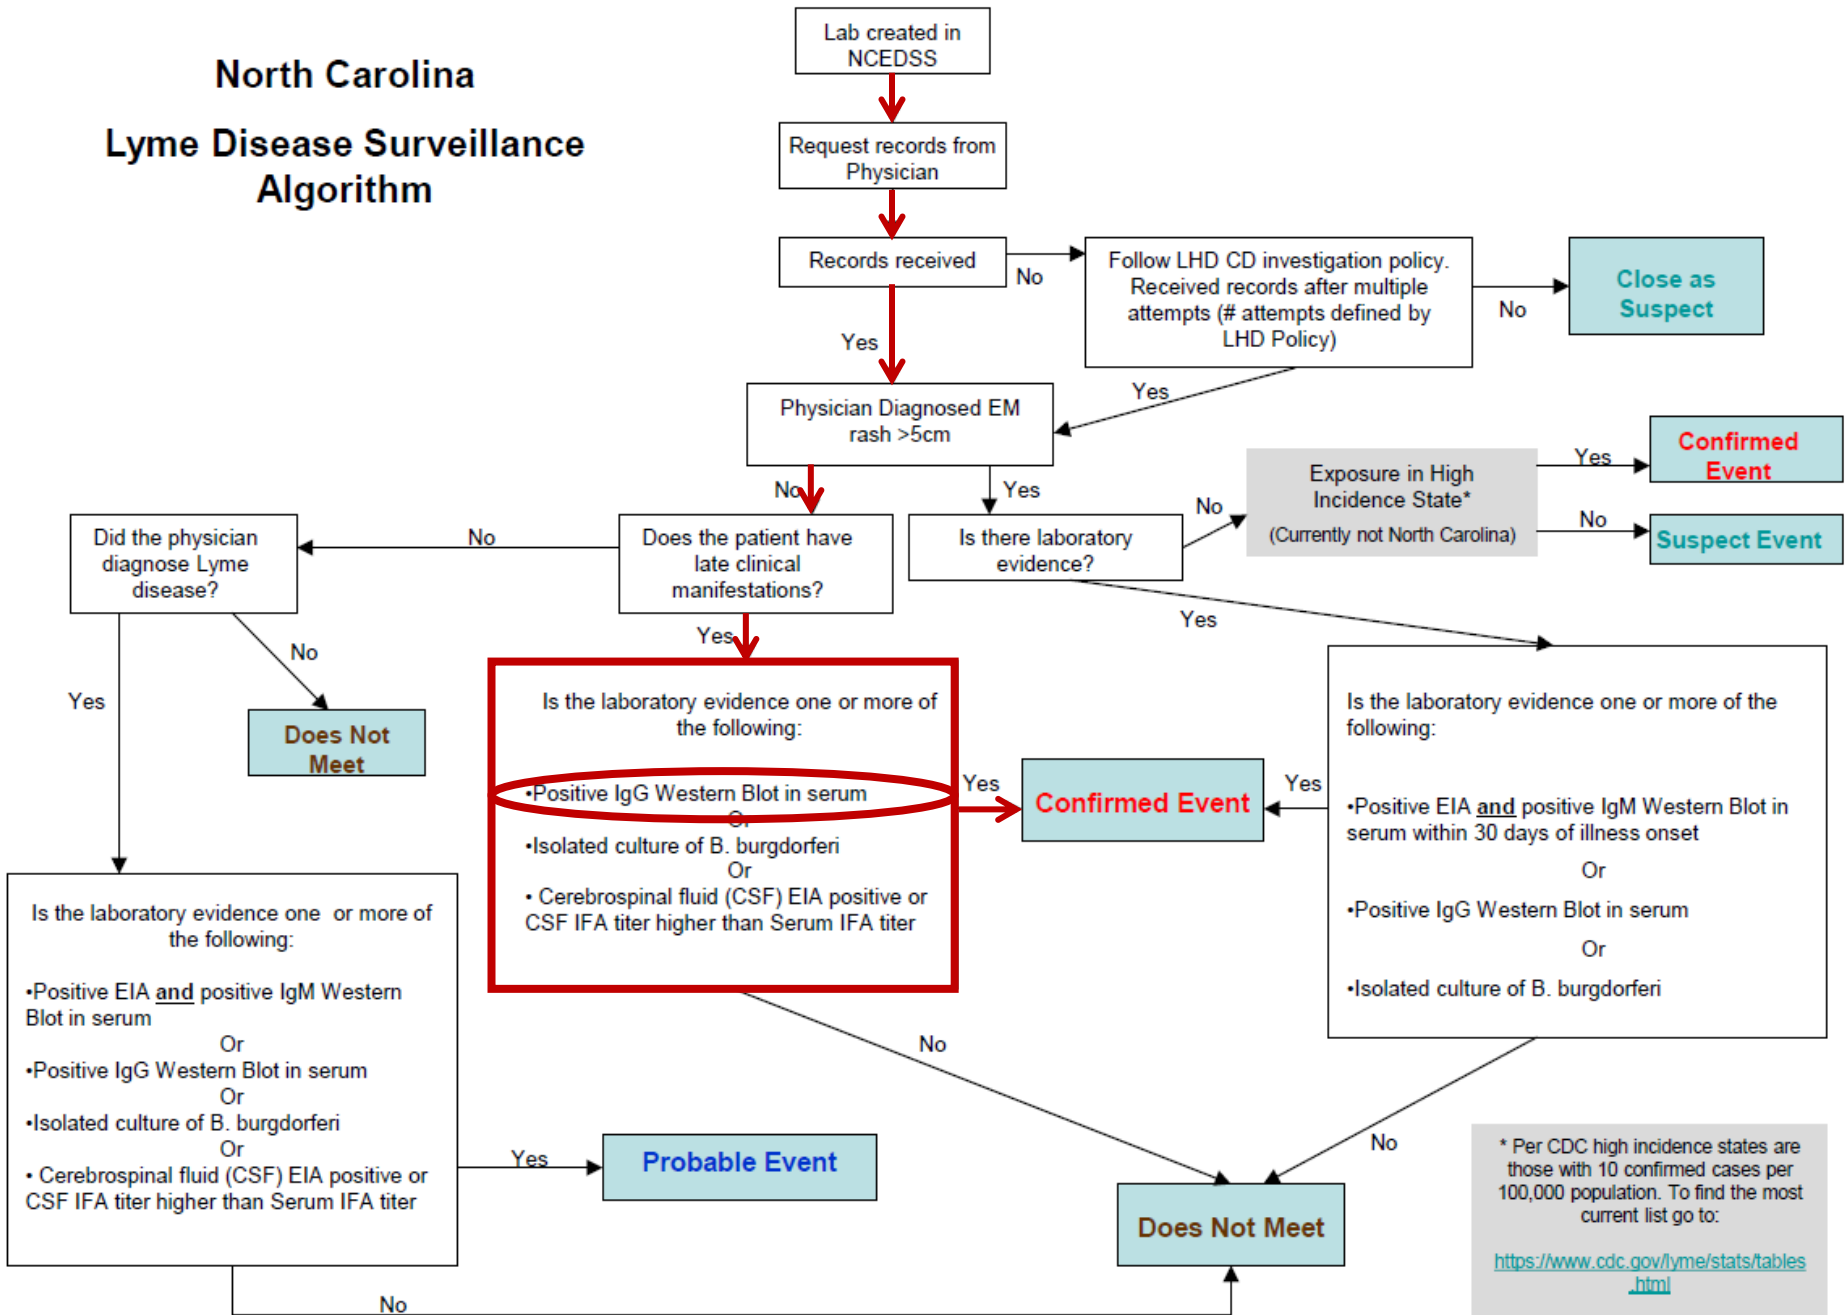 North Carolina
Lyme Disease Surveillance
Algorithm
Lab created in
NCEDSS
Request records from
Physician
Records received
No
Follow LHD CD investigation policy.
Received records after multiple
attempts (# attempts defined by
LHD Policy)
No
Close as
Suspect
Yes
Yes
Physician Diagnosed EM
rash >5cm
No
Yes
Exposure in High
Incidence State*
(Currently not North Carolina)
Yes
Confirmed
Event
No
No
Suspect Event
Did the physician
diagnose Lyme
disease?
No
Does the patient have
late clinical
manifestations?
Is there laboratory
evidence?
Yes
Yes
No
Yes
Does Not
Meet
Is the laboratory evidence one or more of
the following:
•Positive IgG Western Blot in serum
Or
•Isolated culture of B. burgdorferi
Or
• Cerebrospinal fluid (CSF) EIA positive or
CSF IFA titer higher than Serum IFA titer
Yes
Confirmed Event
Yes
Is the laboratory evidence one or more of the
following:
•Positive EIA and positive IgM Western Blot in
serum within 30 days of illness onset
Or
•Positive IgG Western Blot in serum
Or
•Isolated culture of B. burgdorferi
Is the laboratory evidence one or more of
the following:
•Positive EIA and positive IgM Western
Blot in serum
Or
•Positive IgG Western Blot in serum
Or
•Isolated culture of B. burgdorferi
Or
• Cerebrospinal fluid (CSF) EIA positive or
CSF IFA titer higher than Serum IFA titer
Yes
Probable Event
No
No
Does Not Meet
No
* Per CDC high incidence states are
those with 10 confirmed cases per
100,000 population. To find the most
current list go to:
https://www.cdc.gov/lyme/stats/tables
.html